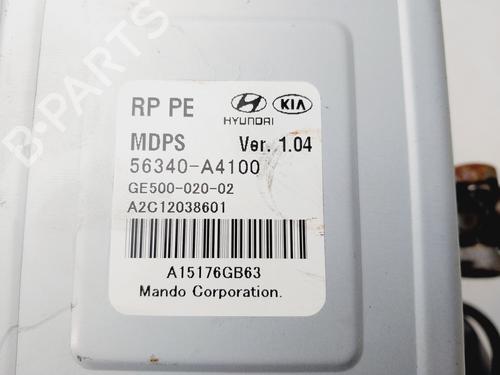 B-PARTS
RP PE
HYUNDAI
KIA
MDPS Ver. 1.04
56340-A4100
GE500-020-02
A2C12038601
A15176GB63
Mando Corporation.